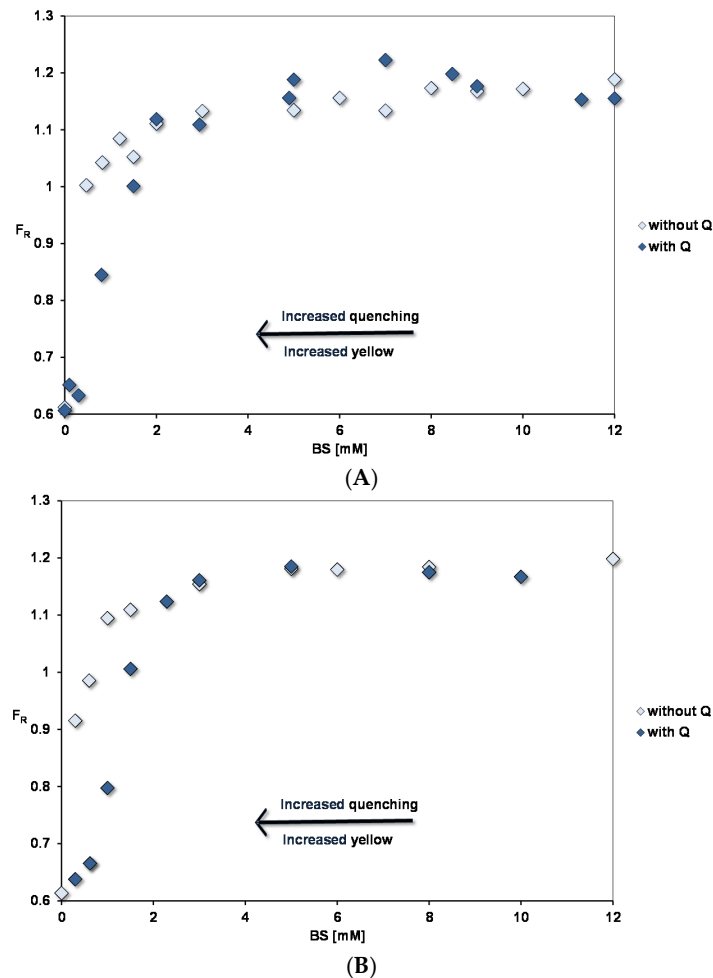 1.3
1.2
1.1
1
0.9
0.8
0.7
0.6
F_R
0 2 4 6 8 10 12
BS [mM]
Increased quenching
Increased yellow
without Q
with Q
(A)
1.3
1.2
1.1
1
0.9
0.8
0.7
0.6
F_R
0 2 4 6 8 10 12
BS [mM]
Increased quenching
Increased yellow
without Q
with Q
(B)